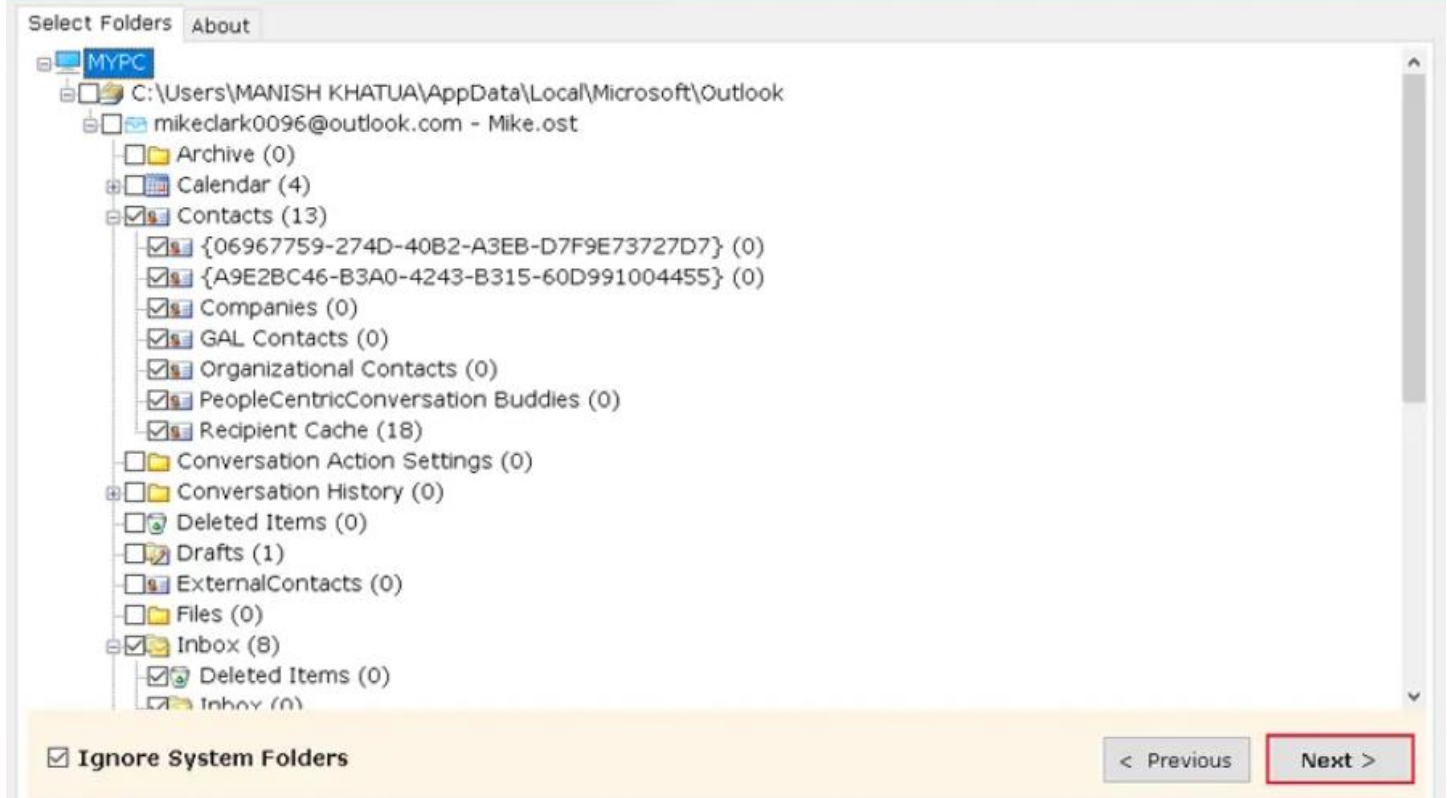 Select Folders About
MYPC
C:\Users\MANISH KHATUA\AppData\Local\Microsoft\Outlook
mikeclark0096@outlook.com - Mike.ost
Archive (0)
Calendar (4)
Contacts (13)
{06967759-274D-40B2-A3EB-D7F9E73727D7} (0)
{A9E2BC46-B3A0-4243-B315-60D991004455} (0)
Companies (0)
GAL Contacts (0)
Organizational Contacts (0)
PeopleCentricConversation Buddies (0)
Recipient Cache (18)
Conversation Action Settings (0)
Conversation History (0)
Deleted Items (0)
Drafts (1)
ExternalContacts (0)
Files (0)
Inbox (8)
Deleted Items (0)
Inbox (0)
Ignore System Folders < Previous Next >